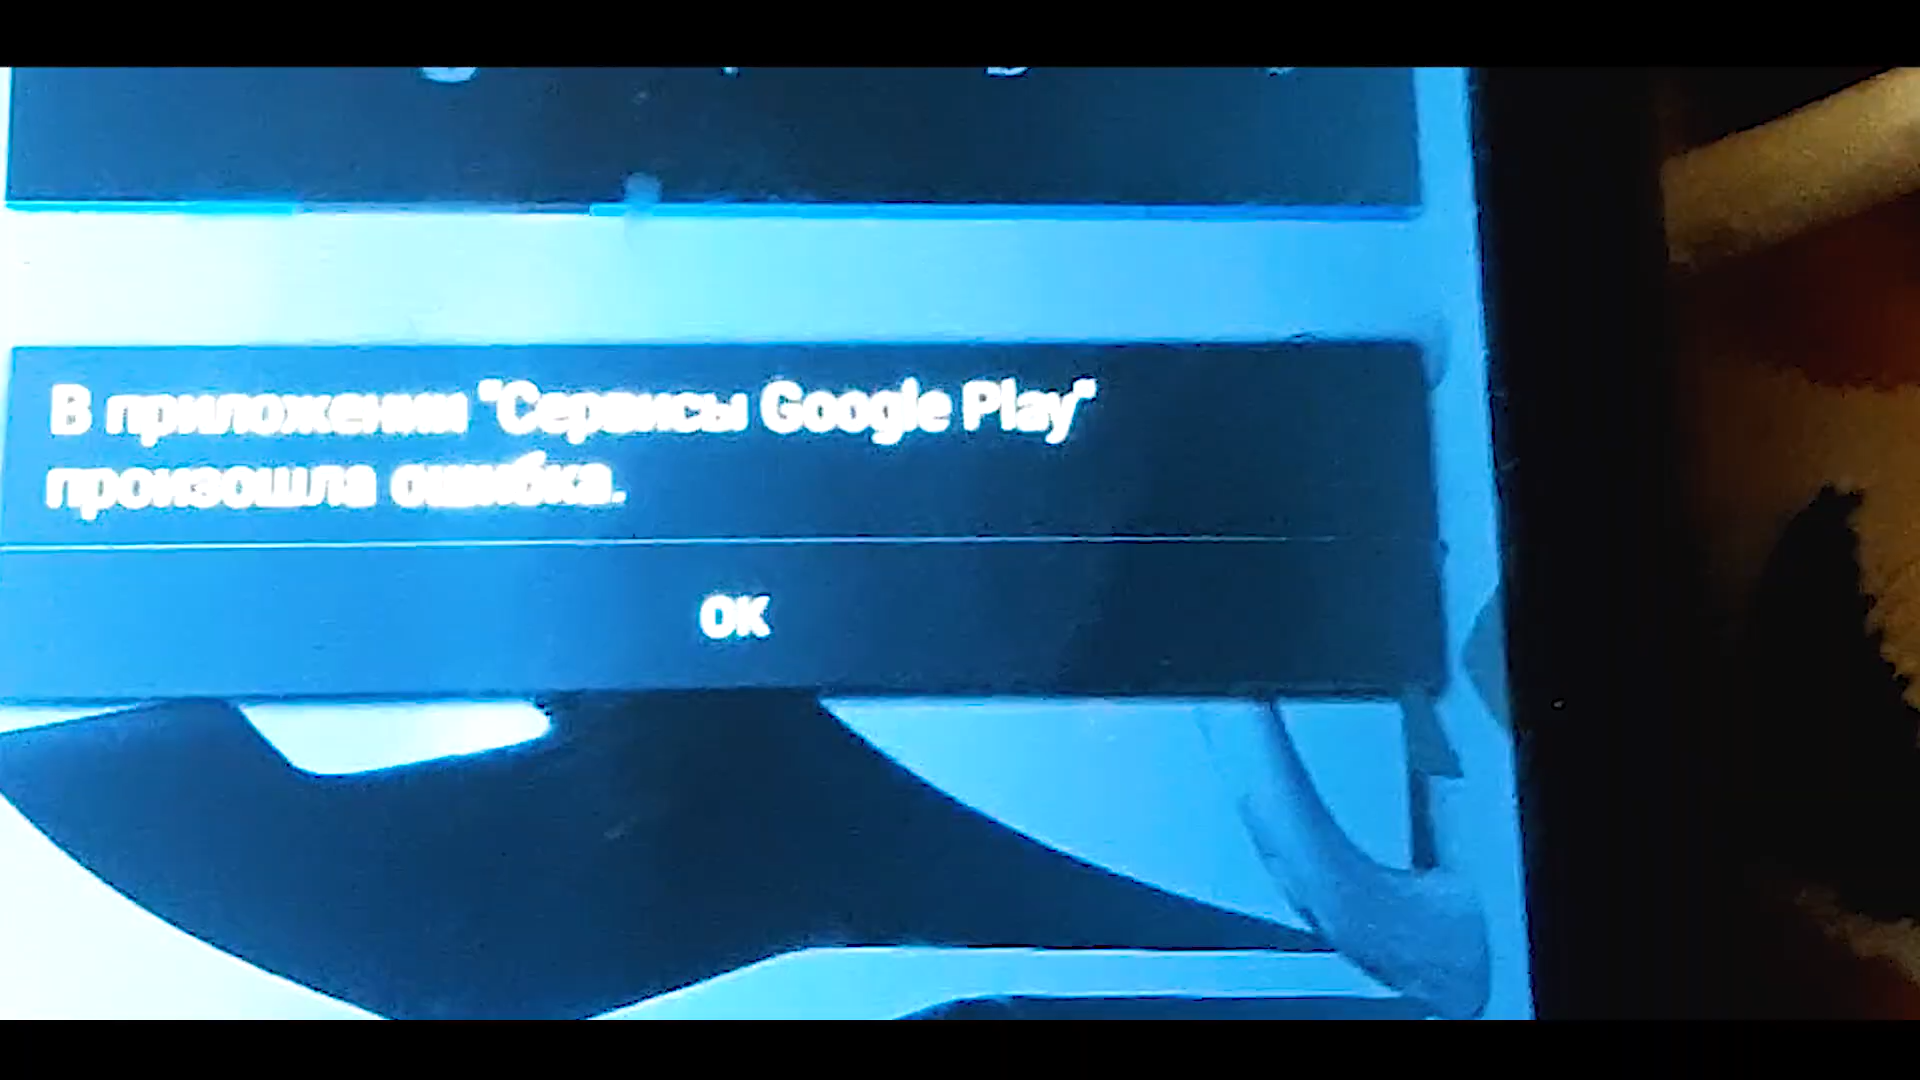 В приложении "Сервисы Google Play"
произошла ошибка.
OK